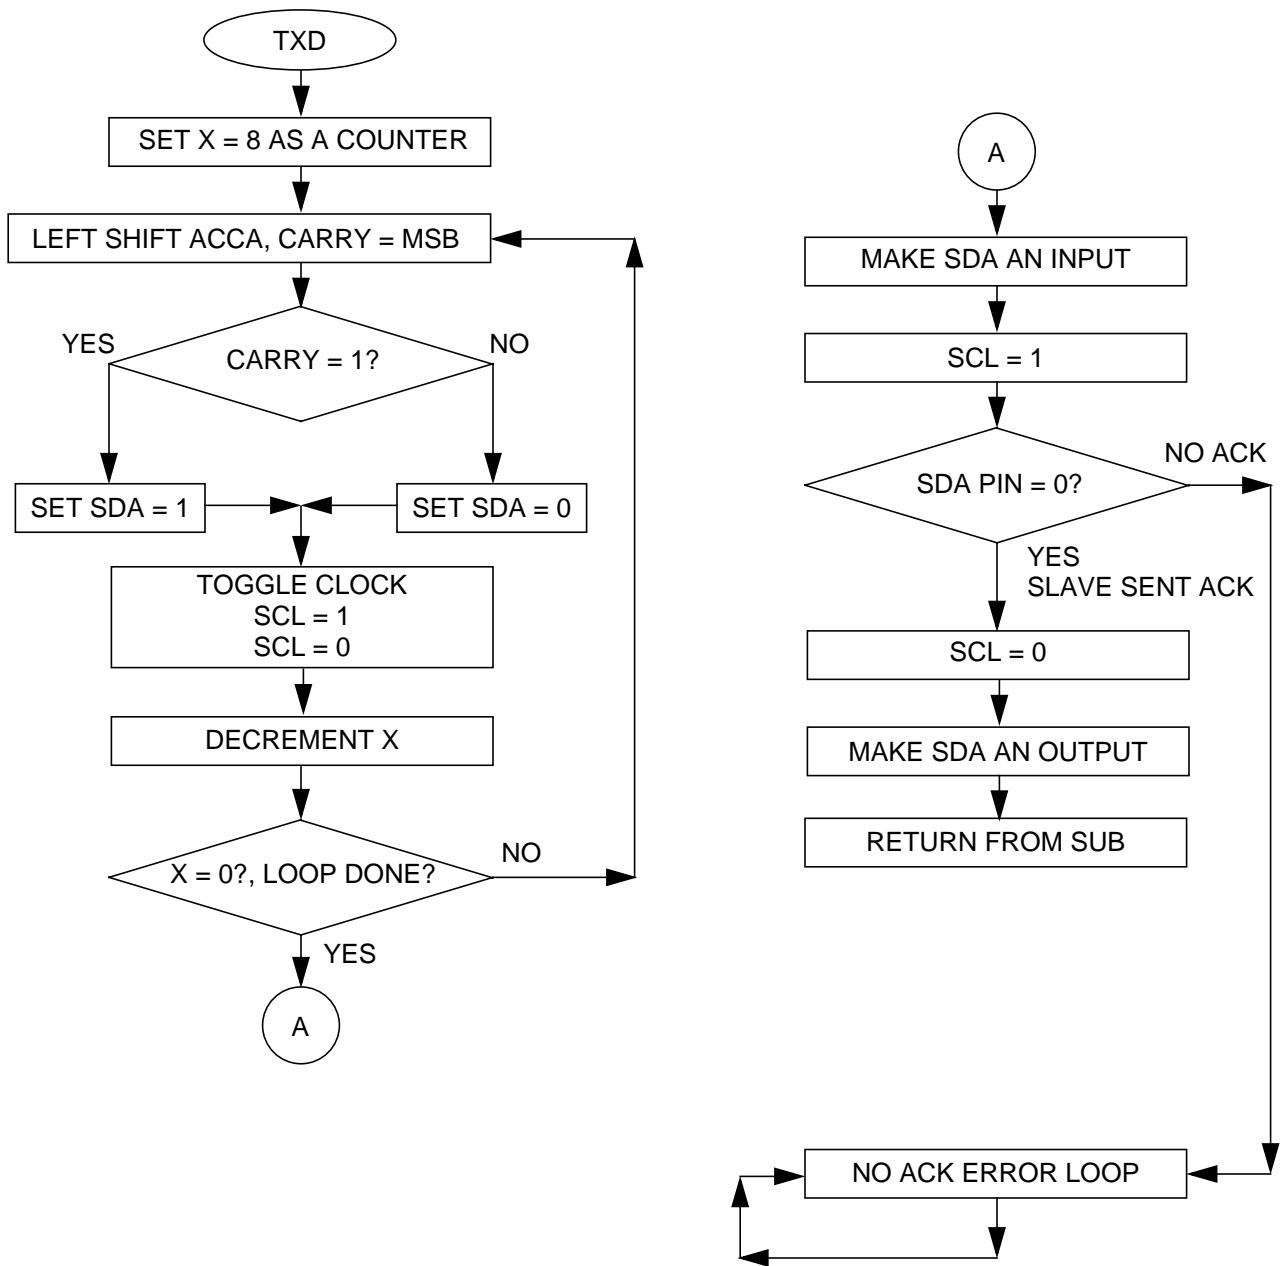 TXD
SET X = 8 AS A COUNTER
LEFT SHIFT ACCA, CARRY = MSB
YES
CARRY = 1?
NO
SET SDA = 1
SET SDA = 0
TOGGLE CLOCK
SCL = 1
SCL = 0
DECREMENT X
X = 0?, LOOP DONE?
NO
YES
A
A
MAKE SDA AN INPUT
SCL = 1
SDA PIN = 0?
NO ACK
YES
SLAVE SENT ACK
SCL = 0
MAKE SDA AN OUTPUT
RETURN FROM SUB
NO ACK ERROR LOOP